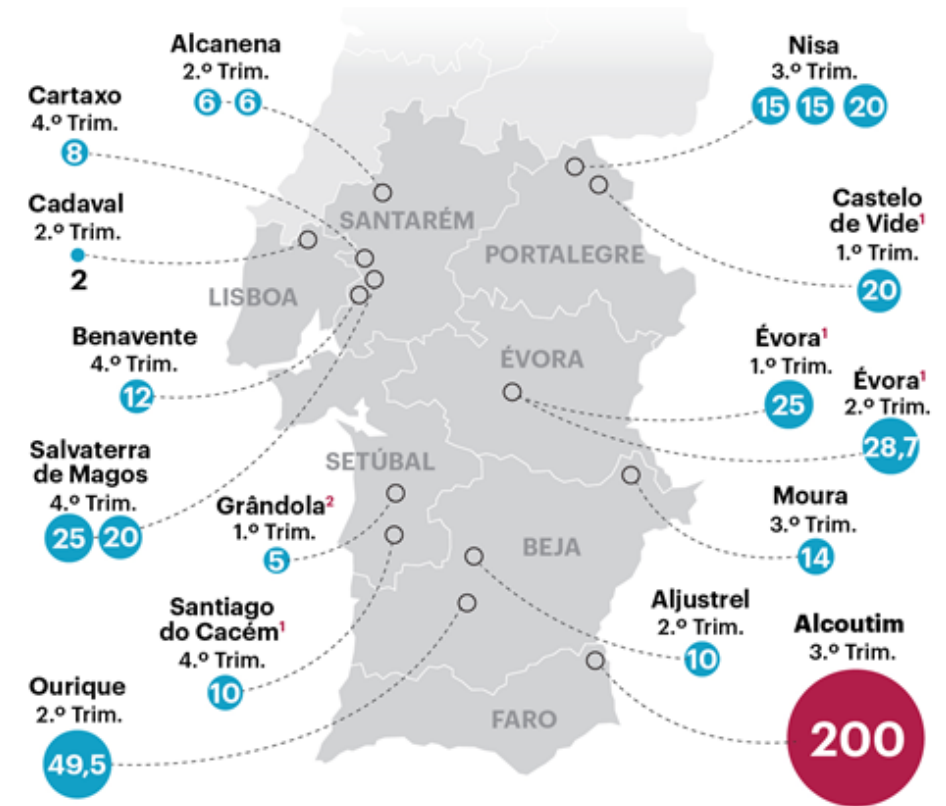 Alcanena
2.º Trim.
6 6
Nisa
3.º Trim.
15 15 20
Cartaxo
4.º Trim.
8
Cadaval
2.º Trim.
2
Castelo
de Vide¹
1.º Trim.
20
SANTARÉM
PORTALEGRE
LISBOA
Benavente
4.º Trim.
12
ÉVORA
Évora¹
1.º Trim.
25
Évora¹
2.º Trim.
28,7
Salvaterra
de Magos
4.º Trim.
25 20
SETÚBAL
Grândola²
1.º Trim.
5
BEJA
Moura
3.º Trim.
14
Santiago
do Cacém¹
4.º Trim.
10
Aljustrel
2.º Trim.
10
Alcoutim
3.º Trim.
200
Ourique
2.º Trim.
49,5
FARO